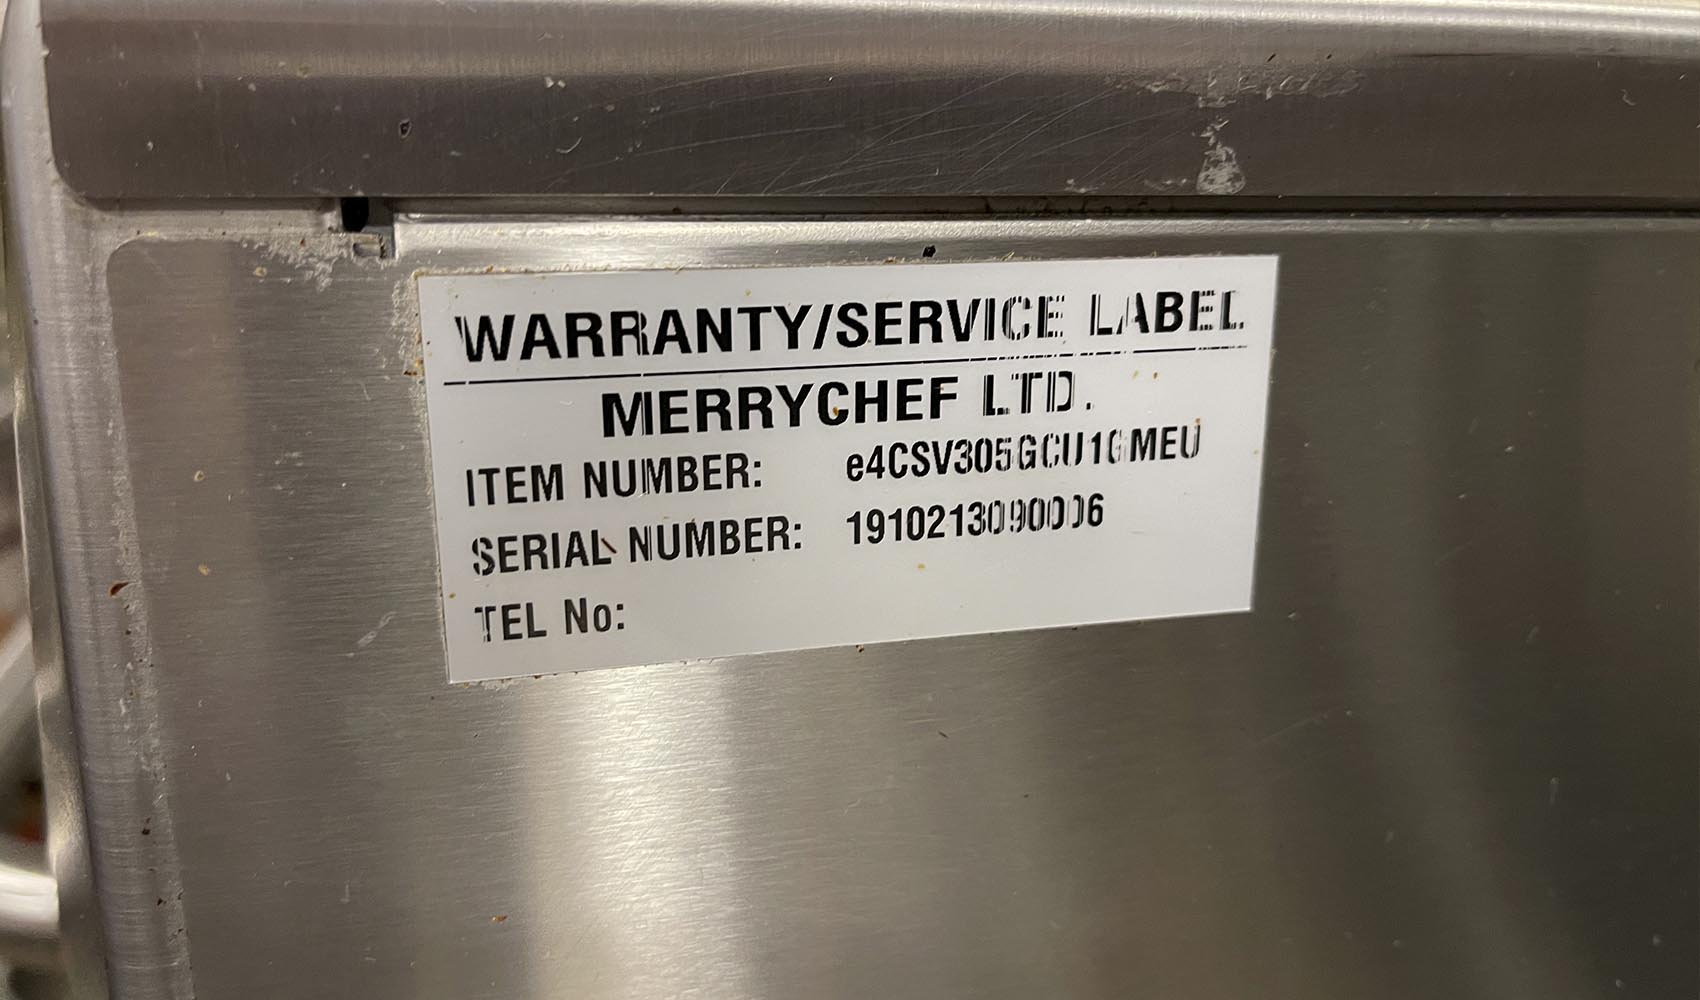 WARRANTY/SERVICE LABEL
MERRYCHEF LTD.
ITEM NUMBER: e4CSV305GCU1GMEU
SERIAL NUMBER: 1910213090006
TEL No: